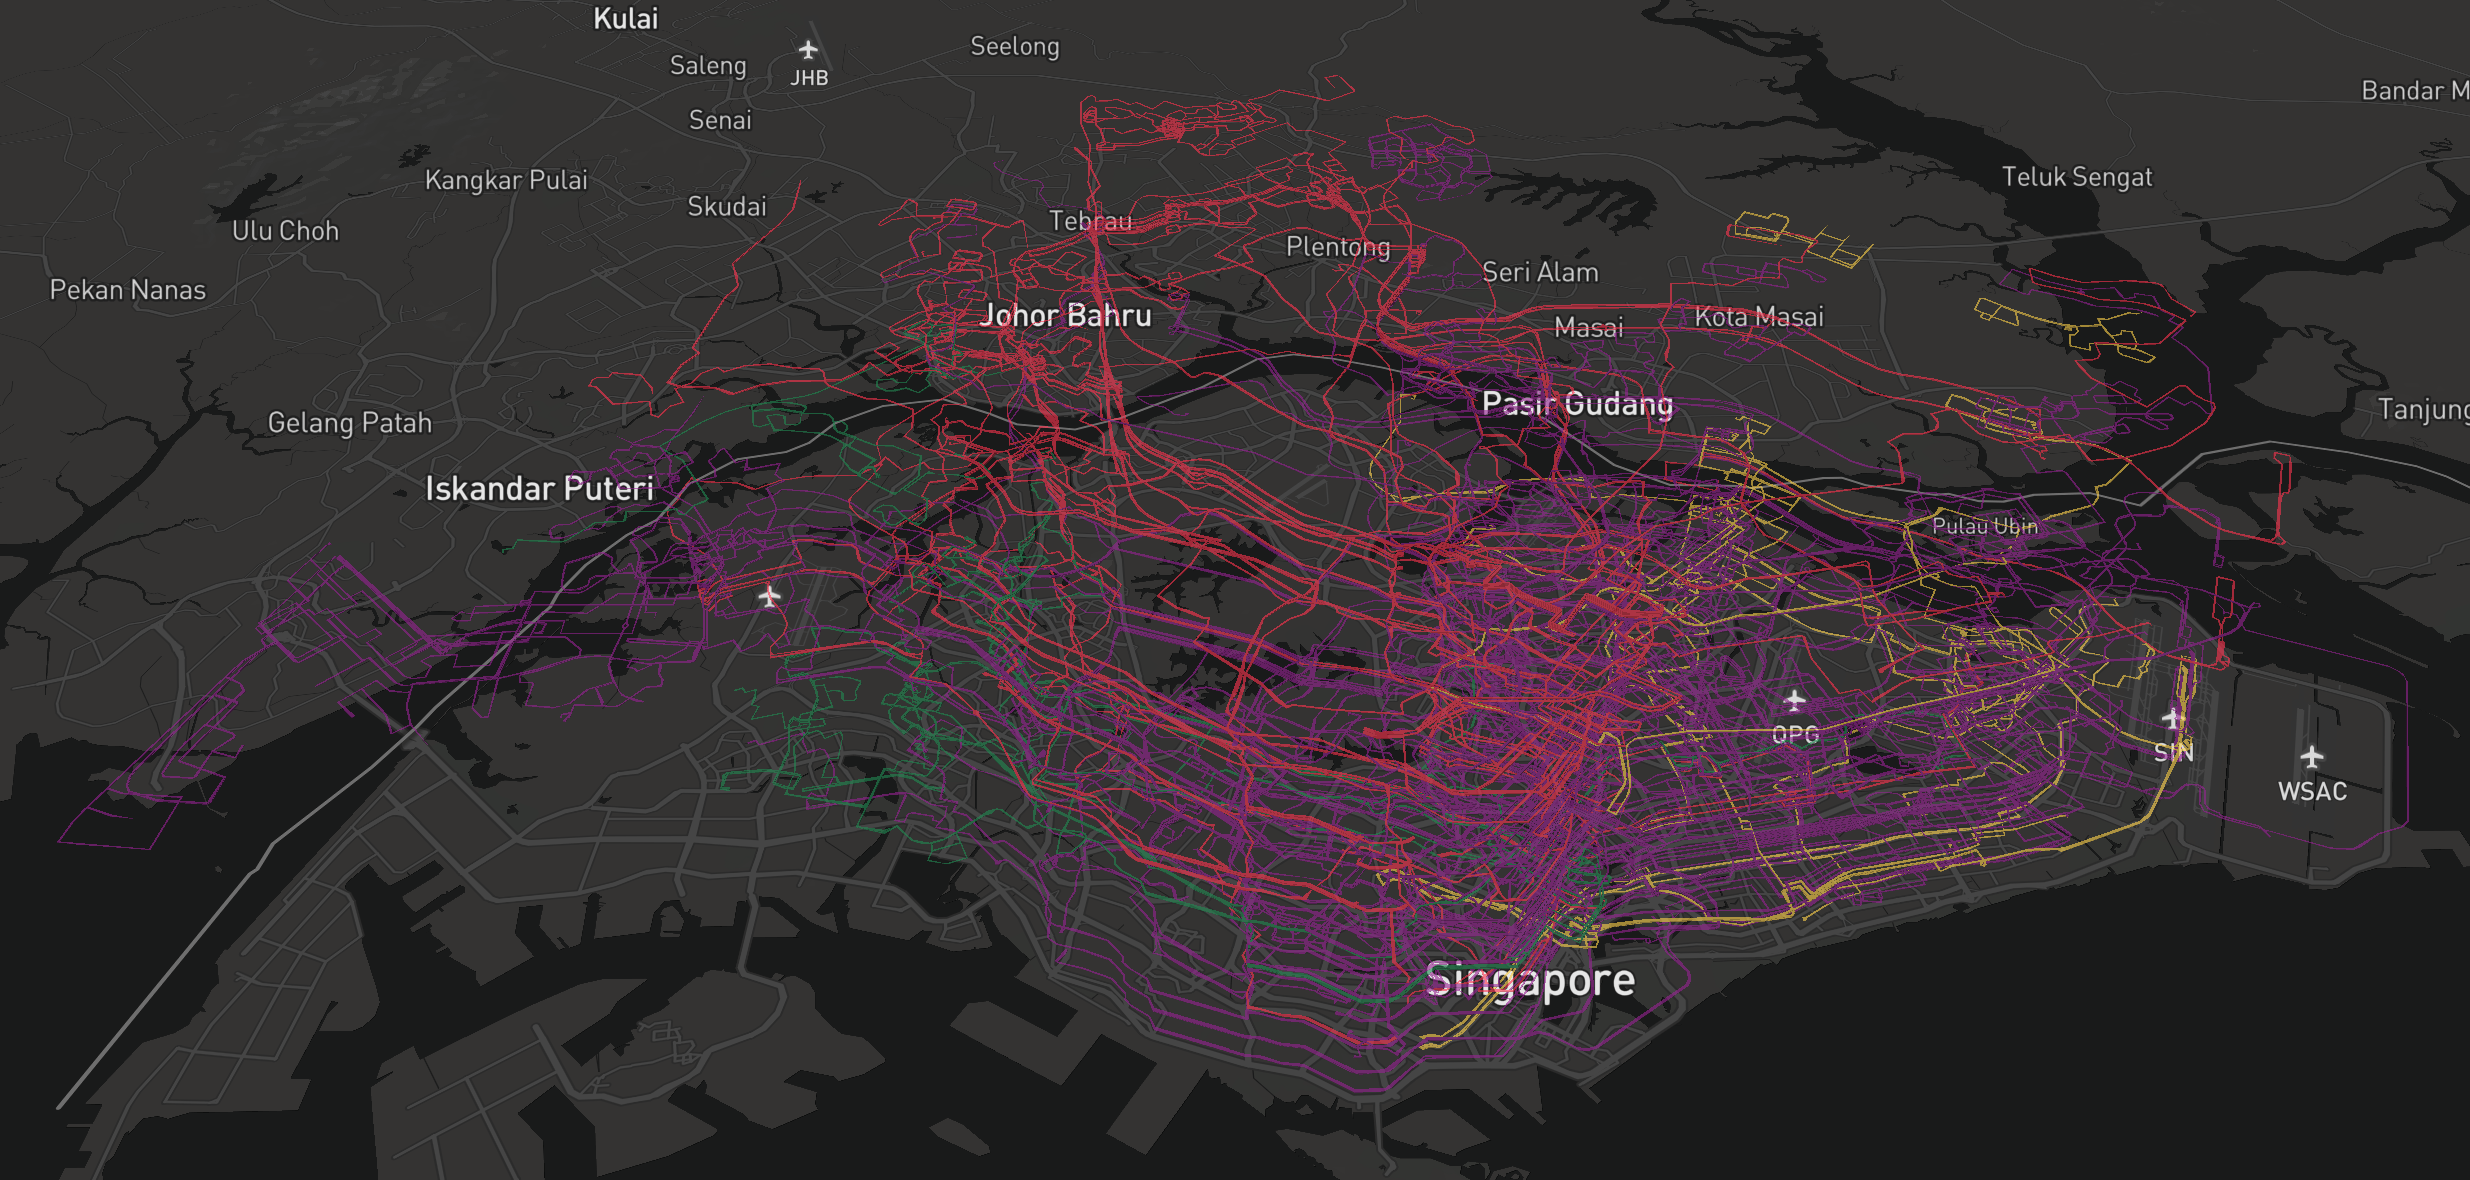 Kulai
Saleng
JHB
Seelong
Bandar M
Senai
Kangkar Pulai
Skudai
Teluk Sengat
Ulu Choh
Tebrau
Plentong
Seri Alam
Pekan Nanas
Johor Bahru
Masai
Kota Masai
Gelang Patah
Pasir Gudang
Tanjung
Iskandar Puteri
Pulau Ubin
QPG
SIN
WSAC
Singapore